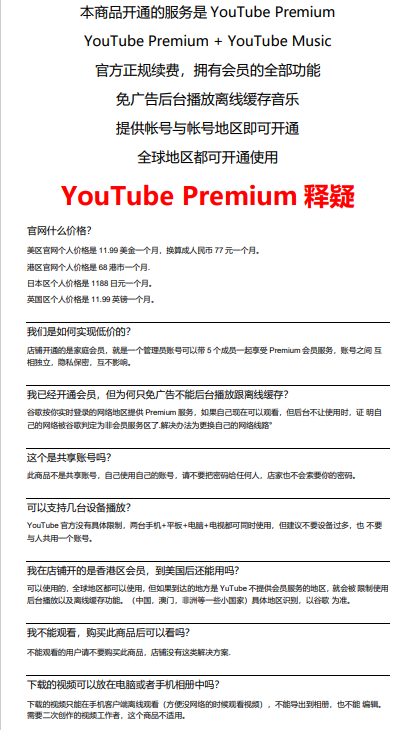 本商品开通的服务是 YouTube Premium
YouTube Premium + YouTube Music
官方正规续费，拥有会员的全部功能
免广告后台播放离线缓存音乐
提供帐号与帐号地区即可开通
全球地区都可开通使用
YouTube Premium 释疑
官网什么价格？
美区官网个人价格是 11.99 美金一个月，换算成人民币 77 元一个月。
港区官网个人价格是 68 港市一个月.
日本区个人价格是 1188 日元一个月。
英国区个人价格是 11.99 英镑一个月。
我们是如何实现低价的？
店铺开通的是家庭会员，就是一个管理员账号可以带 5 个成员一起享受 Premium 会员服务，账号之间 互
相独立，隐私保密，互不影响。
我已经开通会员，但为何只免广告不能后台播放跟离线缓存？
谷歌按你实时登录的网络地区提供 Premium 服务，如果自己现在可以观看，但后台不让使用时，证 明自
己的网络被谷歌判定为非会员服务区了.解决办法为更换自己的网络线路"
这个是共享账号吗？
此商品不是共享账号，自己使用自己的账号，请不要把密码给任何人，店家也不会索要你的密码。
可以支持几台设备播放？
YouTube 官方没有具体限制，两台手机+平板+电脑+电视都可同时使用，但建议不要设备过多，也 不要
与人共用一个账号。
我在店铺开的是香港区会员，到美国后还能用吗？
可以使用的，全球地区都可以使用，但如果到达的地方是 YuTube 不提供会员服务的地区，就会被 限制使用
后台播放以及离线缓存功能。（中国，澳门，非洲等一些小国家）具体地区识别，以谷歌 为准。
我不能观看，购买此商品后可以看吗？
不能观看的用户请不要购买此商品，店铺没有这类解决方案.
下载的视频可以放在电脑或者手机相册中吗？
下载的视频只能在手机客户端离线观看（方便没网络的时候观看视频），不能导出到相册，也不能 编辑。
需要二次创作的视频工作者，这个商品不适用。